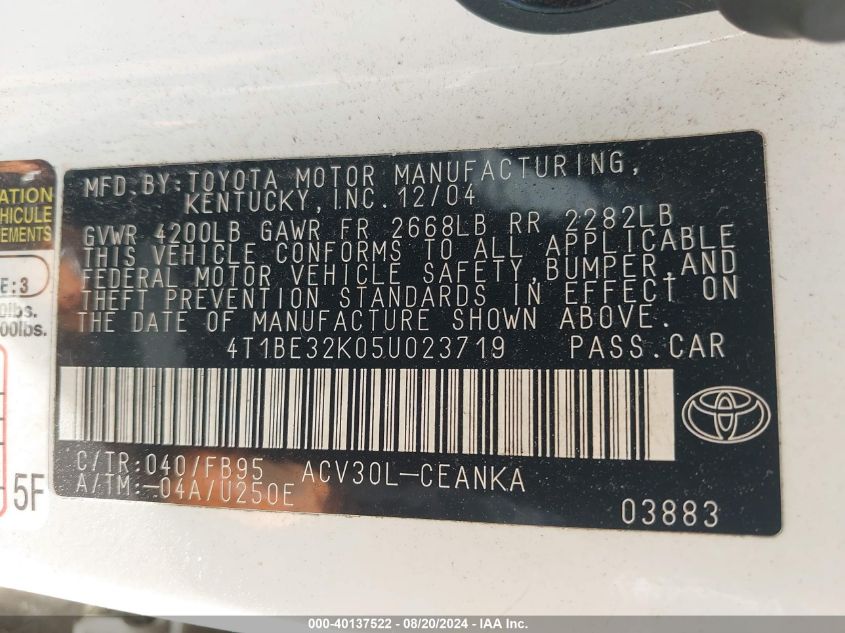 ATION
EHICULE
EMENTS
E:3
0lbs.
00lbs.
5F
MFD. BY: TOYOTA MOTOR MANUFACTURING,
KENTUCKY, INC. 12/04
GVWR 4200LB GAWR FR 2668LB RR 2282LB
THIS VEHICLE CONFORMS TO ALL APPLICABLE
FEDERAL MOTOR VEHICLE SAFETY, BUMPER, AND
THEFT PREVENTION STANDARDS IN EFFECT ON
THE DATE OF MANUFACTURE SHOWN ABOVE.
4T1BE32K05U023719 PASS.CAR
C/TR:040/FB95 ACV30L-CEANKA
A/TM:-04A/U250E
03883
000-40137522 - 08/20/2024 - IAA Inc.